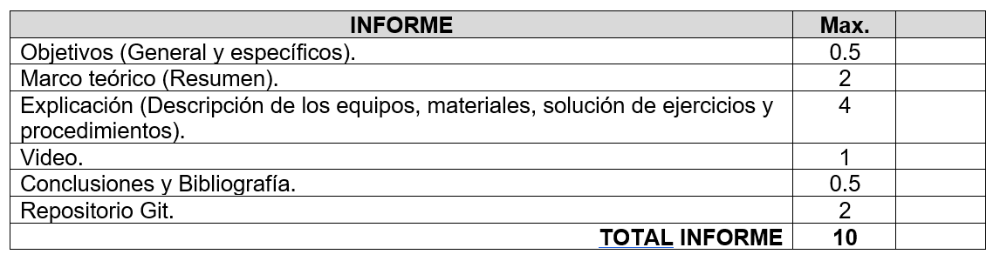 INFORME Max.
Objetivos (General y específicos). 0.5
Marco teórico (Resumen). 2
Explicación (Descripción de los equipos, materiales, solución de ejercicios y 4
procedimientos).
Video. 1
Conclusiones y Bibliografía. 0.5
Repositorio Git. 2
TOTAL INFORME 10